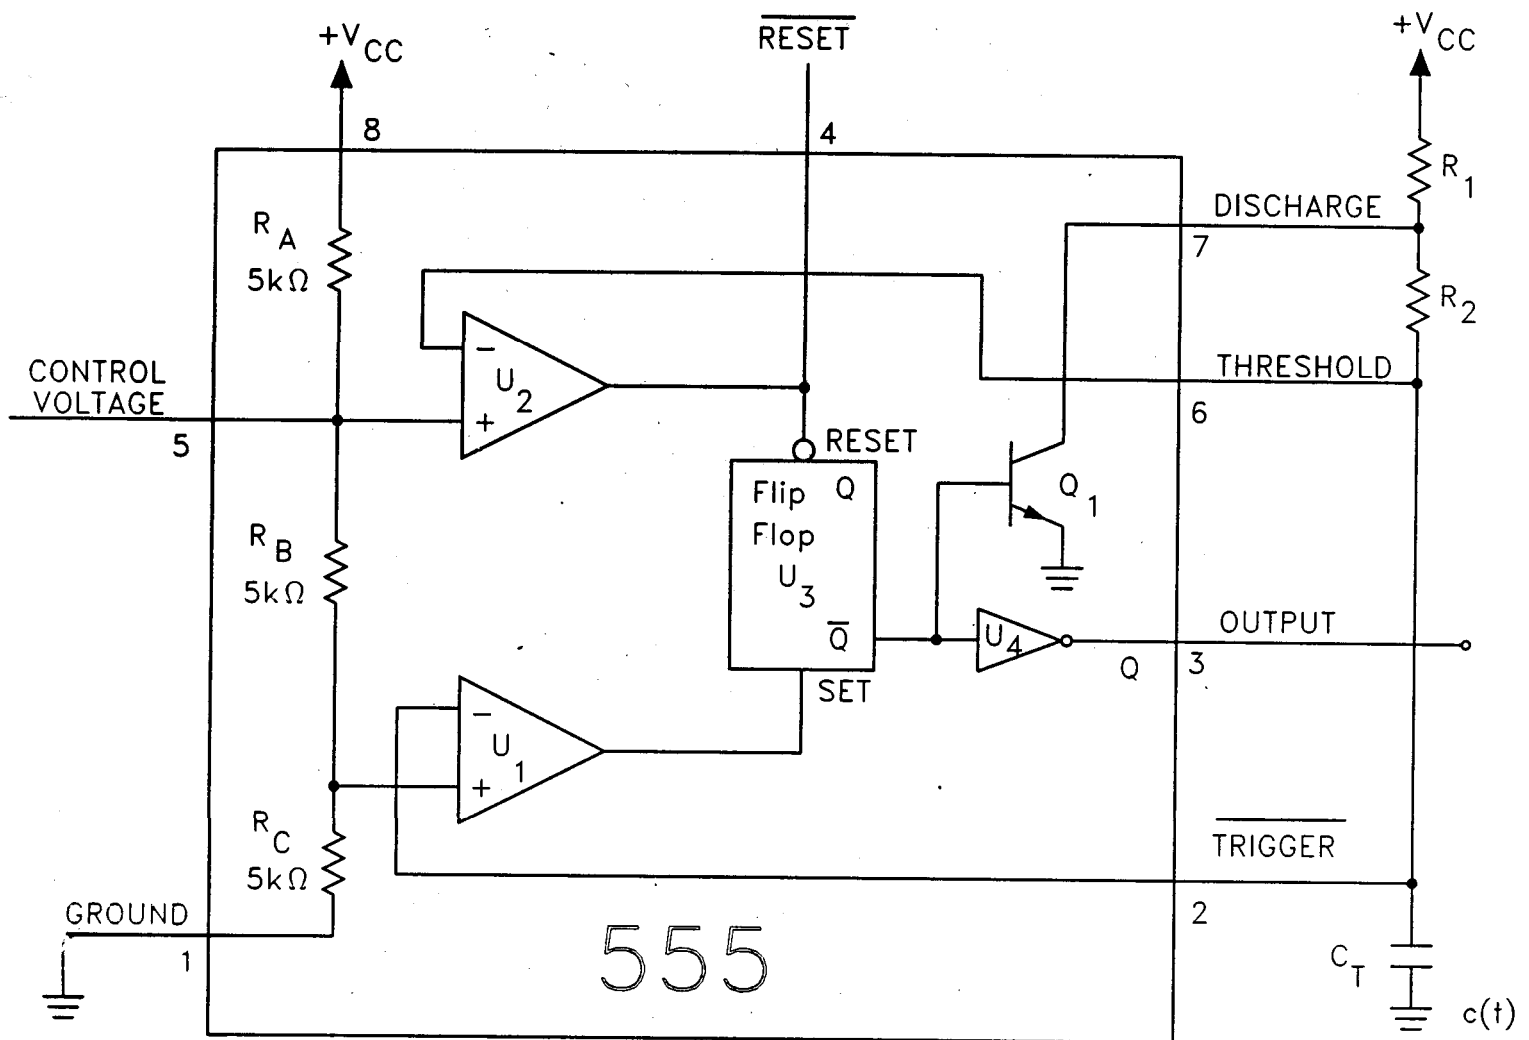 +VCC
RESET
+VCC
8
4
R1
RA
5kΩ
DISCHARGE
7
R2
−
U2
+
CONTROL
VOLTAGE
5
THRESHOLD
6
RESET
Flip Q
Flop
U3
Q̅
SET
Q1
RB
5kΩ
U4
Q
OUTPUT
3
−
U1
+
RC
5kΩ
TRIGGER
2
GROUND
1
555
CT
c(t)